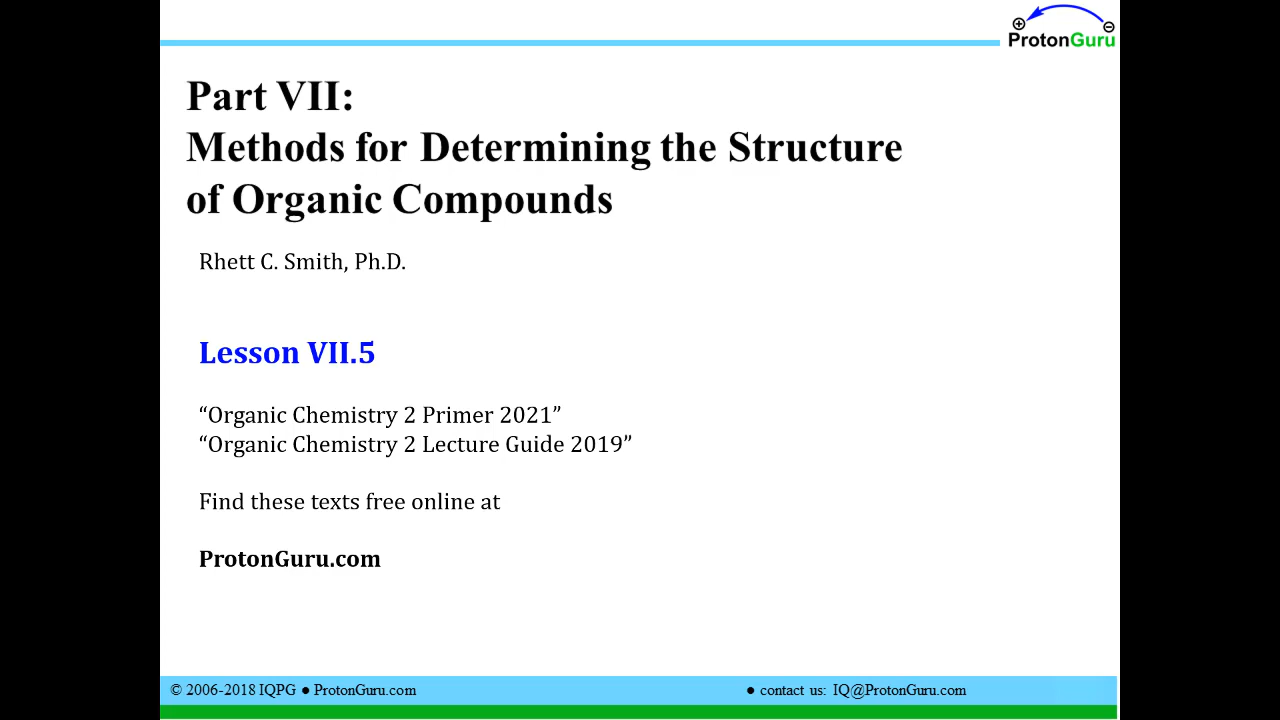 ⊕ ⊖
ProtonGuru
Part VII:
Methods for Determining the Structure
of Organic Compounds
Rhett C. Smith, Ph.D.
Lesson VII.5
“Organic Chemistry 2 Primer 2021”
“Organic Chemistry 2 Lecture Guide 2019”
Find these texts free online at
ProtonGuru.com
© 2006-2018 IQPG ● ProtonGuru.com ● contact us: IQ@ProtonGuru.com